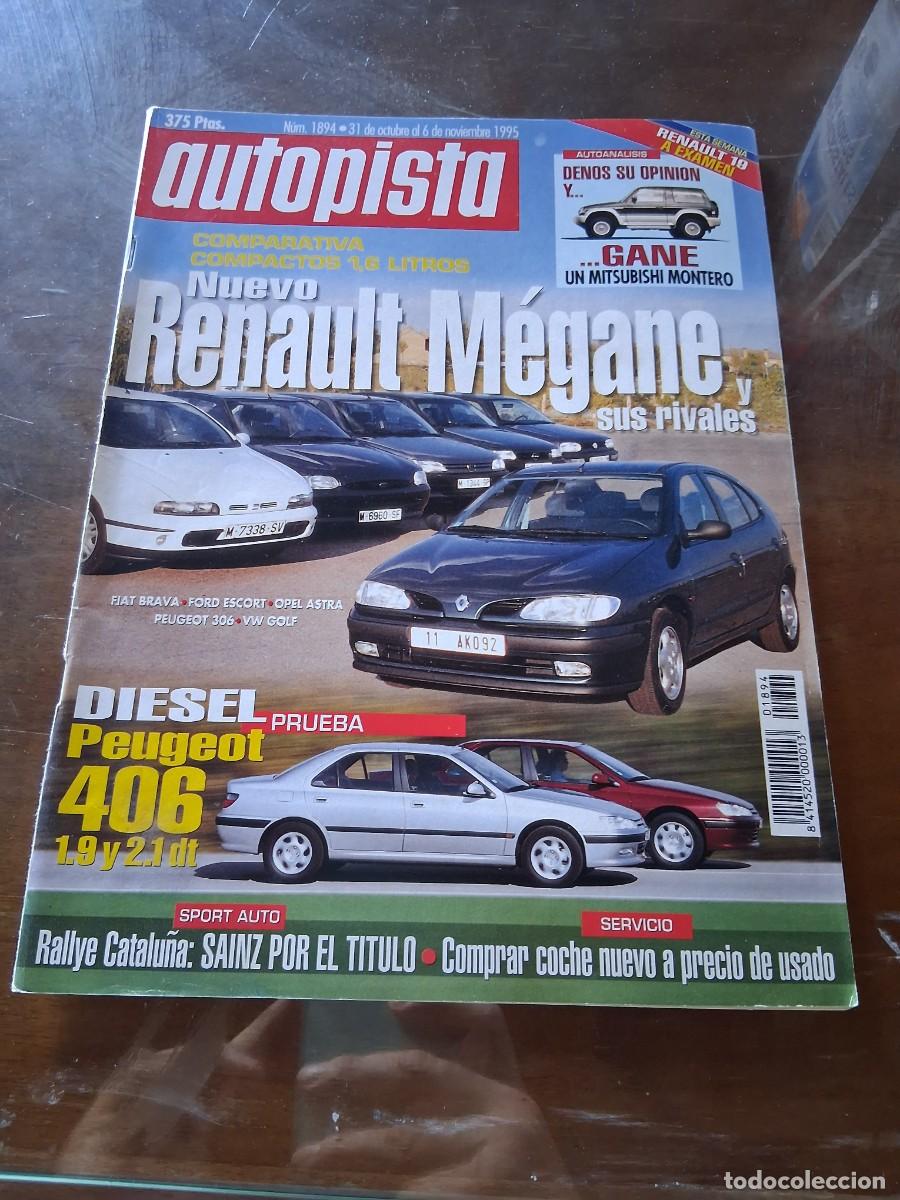 375 Ptas.
Núm. 1894 • 31 de octubre al 6 de noviembre 1995
autopista
ESTA SEMANA
RENAULT 19
A EXAMEN
AUTOANALISIS
DENOS SU OPINION
Y...
...GANE
UN MITSUBISHI MONTERO
COMPARATIVA
COMPACTOS 1,6 LITROS
Nuevo
Renault Mégane
y
sus rivales
M-7338-SV
M-6960-SF
M-1344-SP
11 AK092
FIAT BRAVA • FORD ESCORT • OPEL ASTRA
PEUGEOT 306 • VW GOLF
DIESEL
PRUEBA
Peugeot
406
1.9 y 2.1 dt
01894
8 414520 000013
SPORT AUTO
Rallye Cataluña: SAINZ POR EL TITULO •
SERVICIO
Comprar coche nuevo a precio de usado
todocoleccion